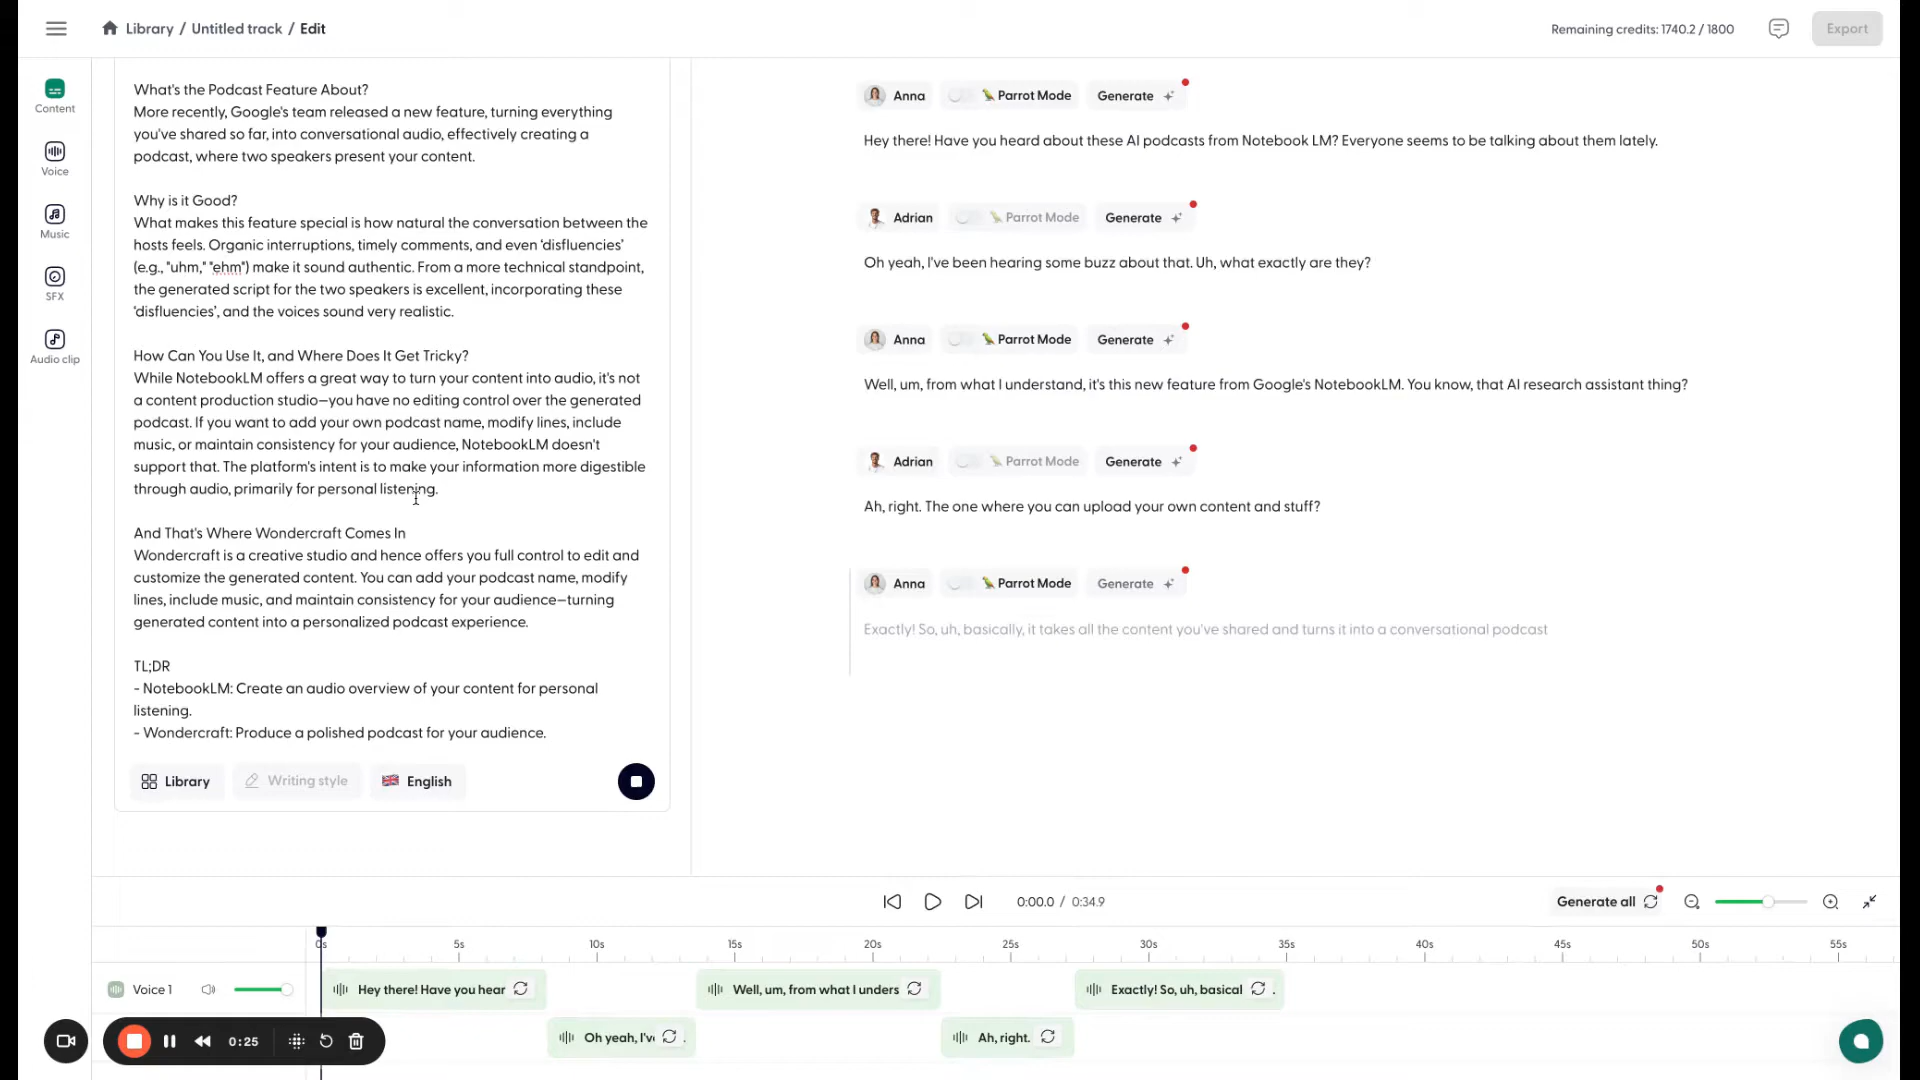 Library / Untitled track / Edit
Remaining credits: 1740.2 / 1800
Export
Content
Voice
Music
SFX
Audio clip
What's the Podcast Feature About?
More recently, Google's team released a new feature, turning everything
you've shared so far, into conversational audio, effectively creating a
podcast, where two speakers present your content.
Why is it Good?
What makes this feature special is how natural the conversation between the
hosts feels. Organic interruptions, timely comments, and even ‘disfluencies’
(e.g., "uhm," "ehm") make it sound authentic. From a more technical standpoint,
the generated script for the two speakers is excellent, incorporating these
‘disfluencies’, and the voices sound very realistic.
How Can You Use It, and Where Does It Get Tricky?
While NotebookLM offers a great way to turn your content into audio, it's not
a content production studio—you have no editing control over the generated
podcast. If you want to add your own podcast name, modify lines, include
music, or maintain consistency for your audience, NotebookLM doesn't
support that. The platform's intent is to make your information more digestible
through audio, primarily for personal listening.
And That's Where Wondercraft Comes In
Wondercraft is a creative studio and hence offers you full control to edit and
customize the generated content. You can add your podcast name, modify
lines, include music, and maintain consistency for your audience—turning
generated content into a personalized podcast experience.
TL;DR
- NotebookLM: Create an audio overview of your content for personal
listening.
- Wondercraft: Produce a polished podcast for your audience.
Library
Writing style
English
Anna Parrot Mode Generate
Hey there! Have you heard about these AI podcasts from Notebook LM? Everyone seems to be talking about them lately.
Adrian Parrot Mode Generate
Oh yeah, I've been hearing some buzz about that. Uh, what exactly are they?
Anna Parrot Mode Generate
Well, um, from what I understand, it's this new feature from Google's NotebookLM. You know, that AI research assistant thing?
Adrian Parrot Mode Generate
Ah, right. The one where you can upload your own content and stuff?
Anna Parrot Mode Generate
Exactly! So, uh, basically, it takes all the content you've shared and turns it into a conversational podcast
0:00.0 / 0:34.9
Generate all
0s 5s 10s 15s 20s 25s 30s 35s 40s 45s 50s 55s
Voice 1
Hey there! Have you hear
Well, um, from what I unders
Exactly! So, uh, basical .
Oh yeah, I'v .
Ah, right.
0:25